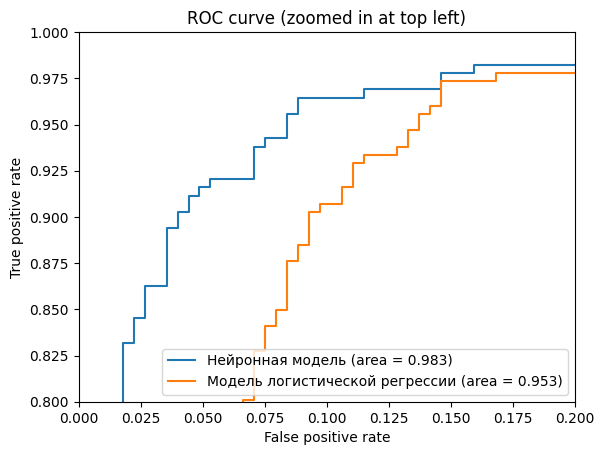 ROC curve (zoomed in at top left)
True positive rate
1.000
0.975
0.950
0.925
0.900
0.875
0.850
0.825
0.800
Нейронная модель (area = 0.983)
Модель логистической регрессии (area = 0.953)
0.000 0.025 0.050 0.075 0.100 0.125 0.150 0.175 0.200
False positive rate